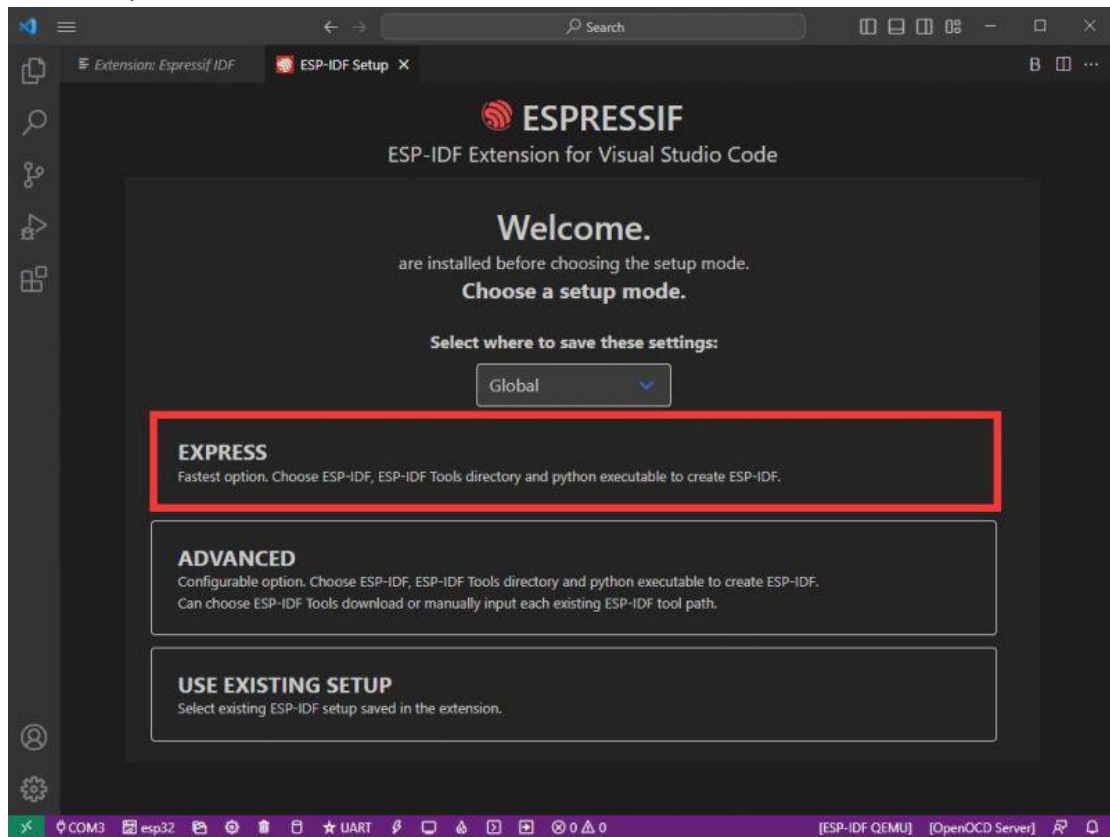 Search
Extension: Espressif IDF
ESP-IDF Setup
B
ESPRESSIF
ESP-IDF Extension for Visual Studio Code
Welcome.
are installed before choosing the setup mode.
Choose a setup mode.
Select where to save these settings:
Global
EXPRESS
Fastest option. Choose ESP-IDF, ESP-IDF Tools directory and python executable to create ESP-IDF.
ADVANCED
Configurable option. Choose ESP-IDF, ESP-IDF Tools directory and python executable to create ESP-IDF.
Can choose ESP-IDF Tools download or manually input each existing ESP-IDF tool path.
USE EXISTING SETUP
Select existing ESP-IDF setup saved in the extension.
COM3 esp32 UART 0 0 [ESP-IDF QEMU] [OpenOCD Server]